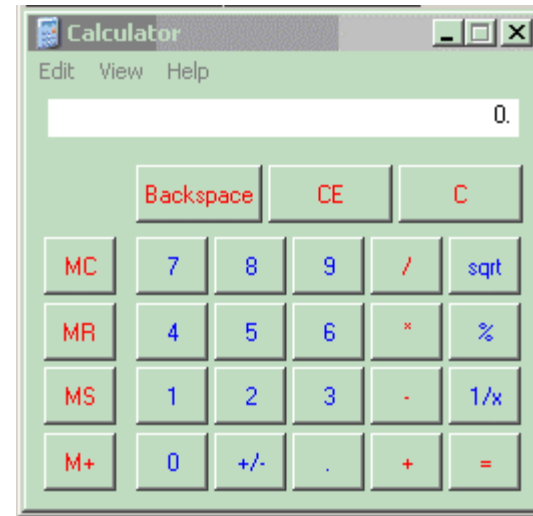 Calculator
Edit View Help
0.
Backspace CE C
MC 7 8 9 / sqrt
MR 4 5 6 * %
MS 1 2 3 - 1/x
M+ 0 +/- . + =